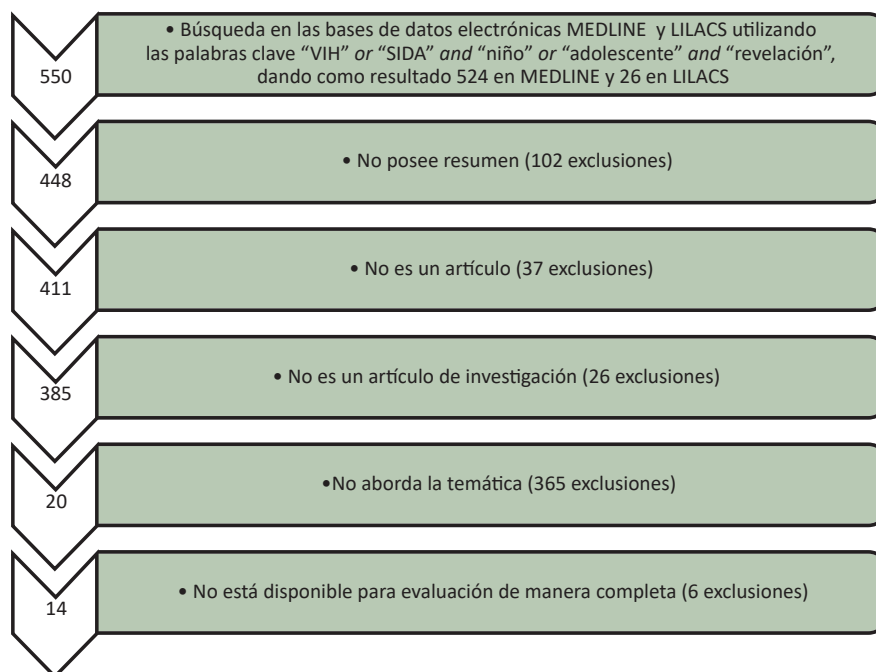 • Búsqueda en las bases de datos electrónicas MEDLINE y LILACS utilizando
las palabras clave “VIH” or “SIDA” and “niño” or “adolescente” and “revelación”,
dando como resultado 524 en MEDLINE y 26 en LILACS
550
• No posee resumen (102 exclusiones)
448
• No es un artículo (37 exclusiones)
411
• No es un artículo de investigación (26 exclusiones)
385
•No aborda la temática (365 exclusiones)
20
• No está disponible para evaluación de manera completa (6 exclusiones)
14